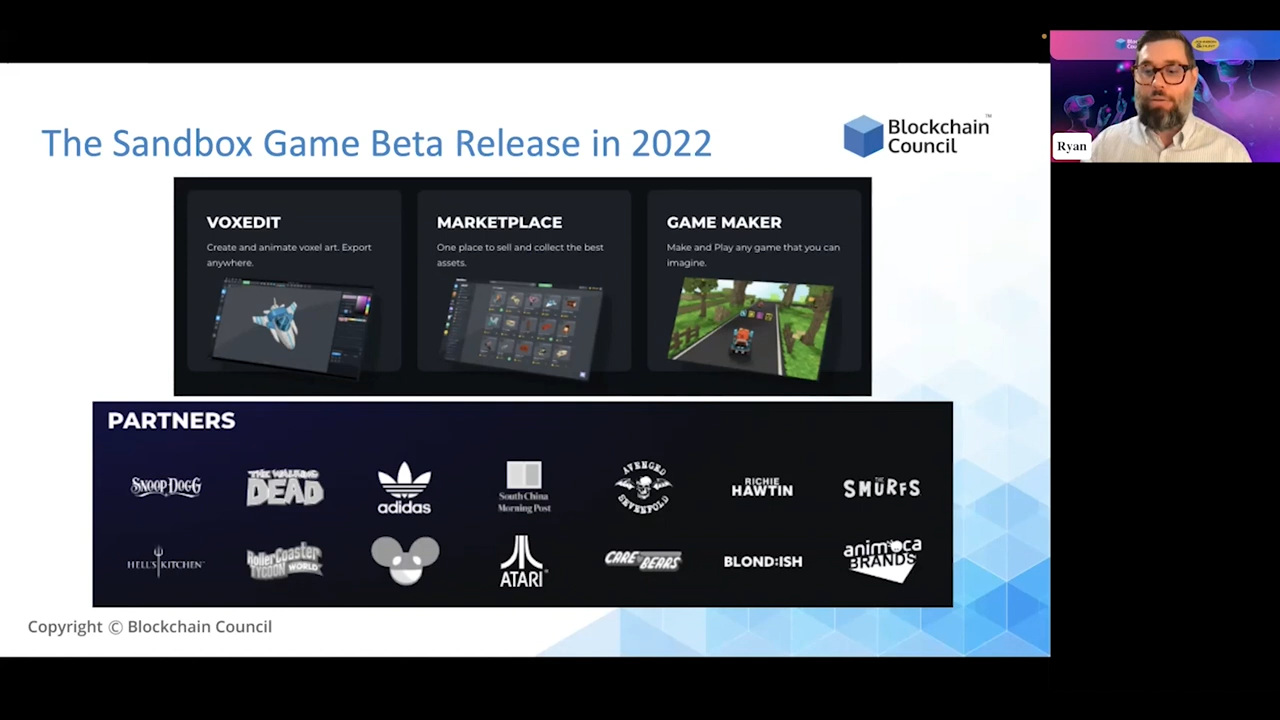 The Sandbox Game Beta Release in 2022
Blockchain
Council
™
VOXEDIT
Create and animate voxel art. Export
anywhere.
MARKETPLACE
One place to sell and collect the best
assets.
GAME MAKER
Make and Play any game that you can
imagine.
PARTNERS
SNOOP DOGG
THE WALKING
DEAD
adidas
South China
Morning Post
AVENGED
SEVENFOLD
RICHIE
HAWTIN
THE
SMURFS
HELL'S KITCHEN
RollerCoaster
TYCOON WORLD
ATARI®
CARE BEARS
BLOND:ISH
animoca
BRANDS
Copyright © Blockchain Council
Ryan